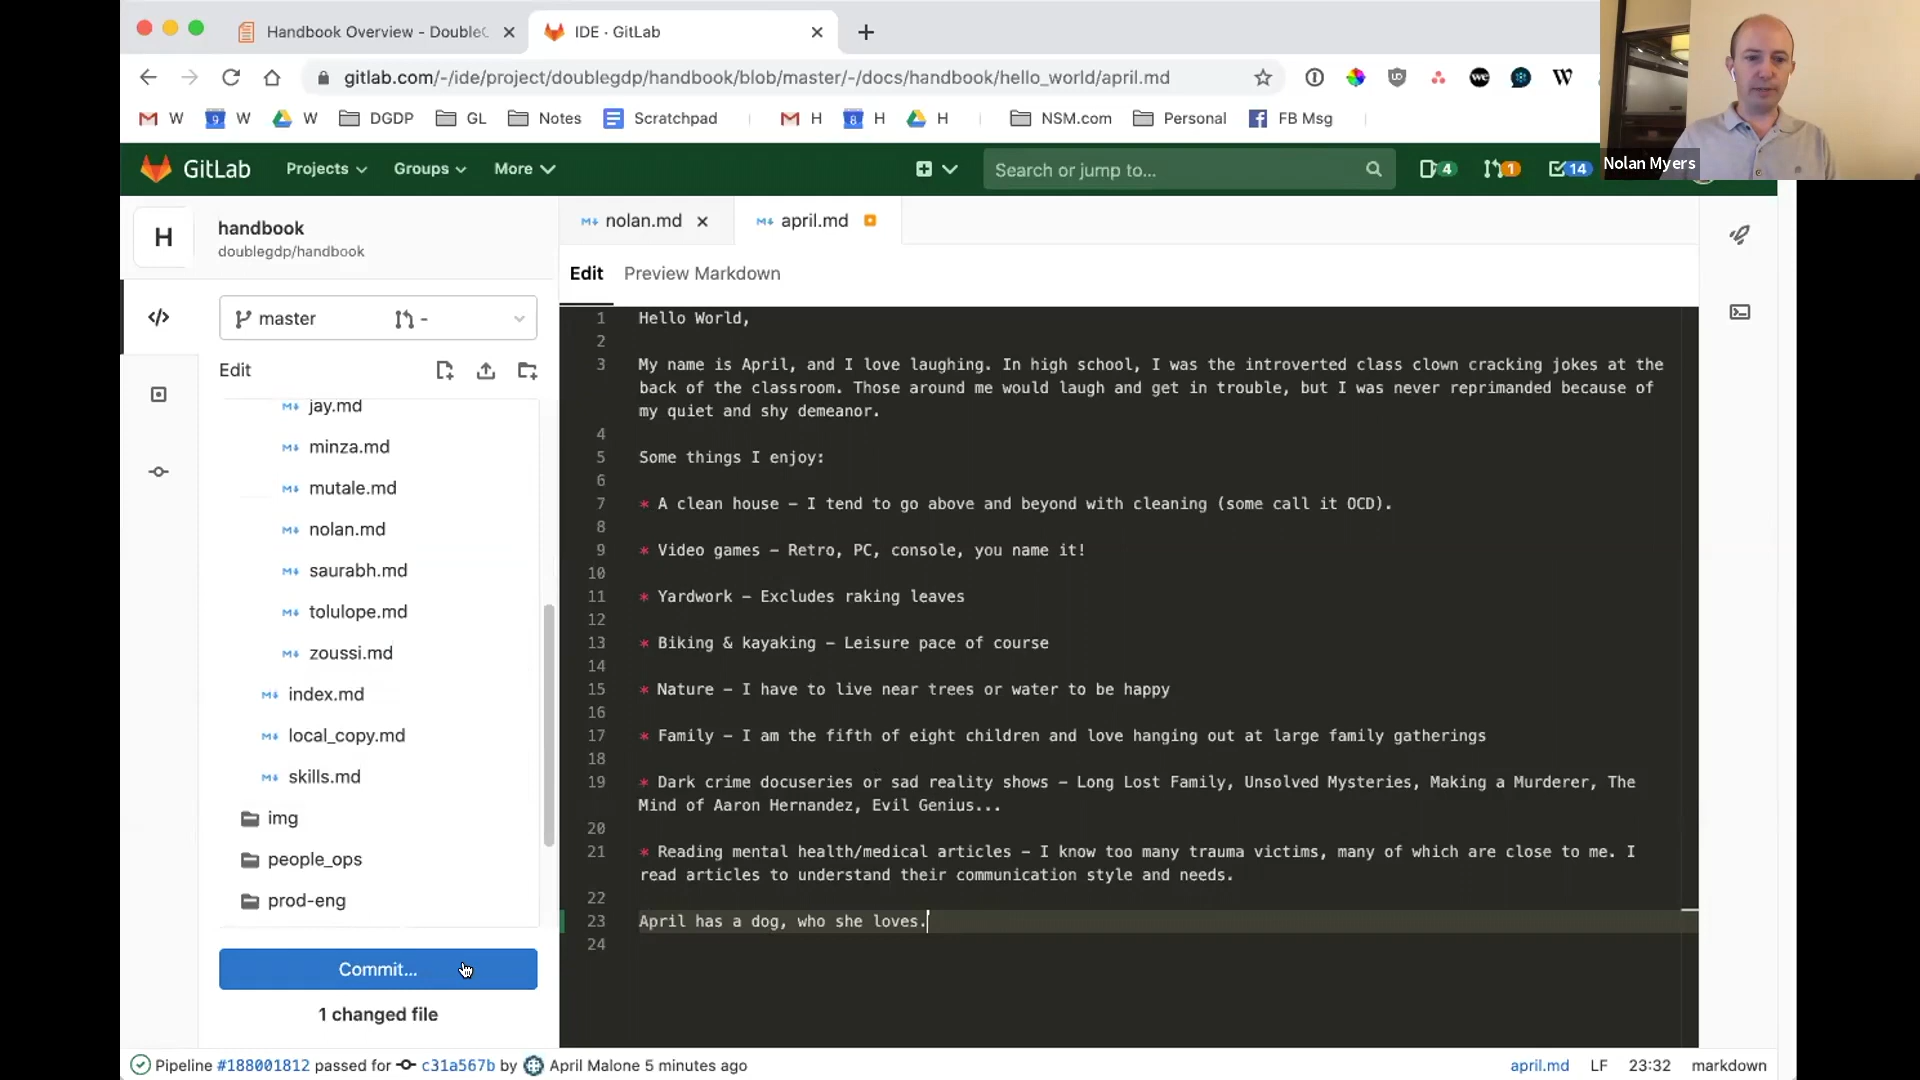 Handbook Overview - Double
IDE · GitLab
gitlab.com/-/ide/project/doublegdp/handbook/blob/master/-/docs/handbook/hello_world/april.md
W
W
W
DGDP
GL
Notes
Scratchpad
H
H
H
NSM.com
Personal
FB Msg
Nolan Myers
GitLab
Projects
Groups
More
Search or jump to...
4
1
14
H
handbook
doublegdp/handbook
nolan.md
april.md
Edit
Preview Markdown
master
-
Edit
jay.md
minza.md
mutale.md
nolan.md
saurabh.md
tolulope.md
zoussi.md
index.md
local_copy.md
skills.md
img
people_ops
prod-eng
Commit...
1 changed file
1 Hello World,
2
3 My name is April, and I love laughing. In high school, I was the introverted class clown cracking jokes at the
back of the classroom. Those around me would laugh and get in trouble, but I was never reprimanded because of
my quiet and shy demeanor.
4
5 Some things I enjoy:
6
7 * A clean house – I tend to go above and beyond with cleaning (some call it OCD).
8
9 * Video games – Retro, PC, console, you name it!
10
11 * Yardwork – Excludes raking leaves
12
13 * Biking & kayaking – Leisure pace of course
14
15 * Nature – I have to live near trees or water to be happy
16
17 * Family – I am the fifth of eight children and love hanging out at large family gatherings
18
19 * Dark crime docuseries or sad reality shows – Long Lost Family, Unsolved Mysteries, Making a Murderer, The
Mind of Aaron Hernandez, Evil Genius...
20
21 * Reading mental health/medical articles – I know too many trauma victims, many of which are close to me. I
read articles to understand their communication style and needs.
22
23 April has a dog, who she loves.
24
Pipeline #188001812 passed for c31a567b by April Malone 5 minutes ago
april.md LF 23:32 markdown